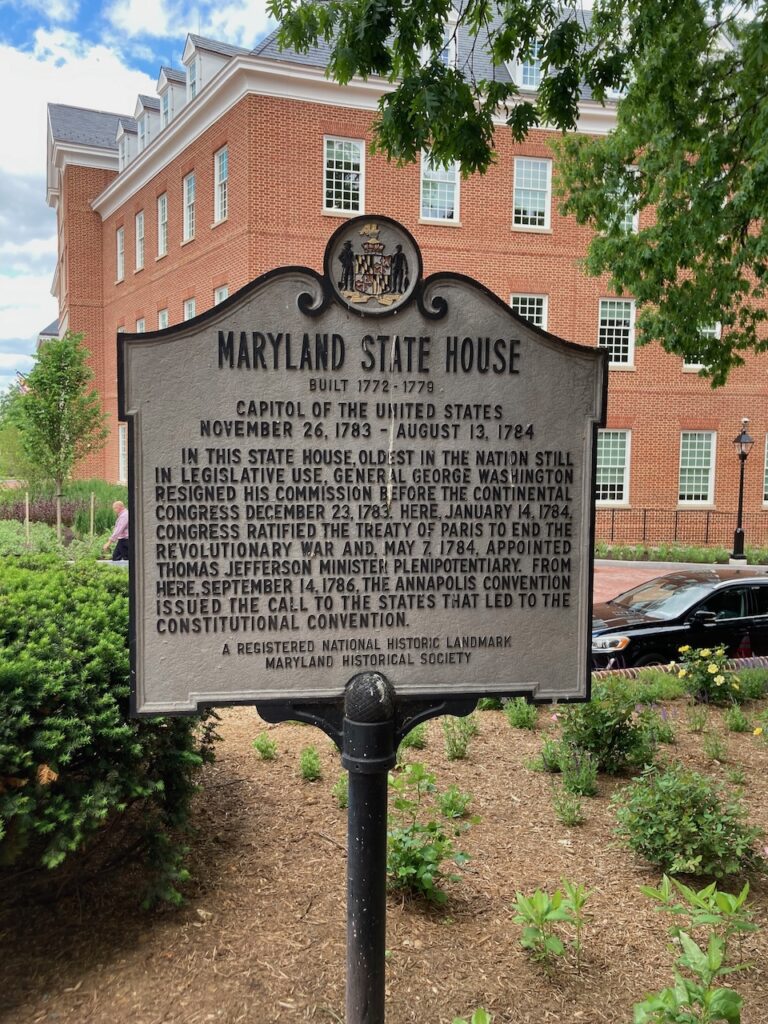 MARYLAND STATE HOUSE
BUILT 1772-1779
CAPITOL OF THE UNITED STATES
NOVEMBER 26, 1783 - AUGUST 13, 1784
IN THIS STATE HOUSE, OLDEST IN THE NATION STILL
IN LEGISLATIVE USE, GENERAL GEORGE WASHINGTON
RESIGNED HIS COMMISSION BEFORE THE CONTINENTAL
CONGRESS DECEMBER 23, 1783. HERE, JANUARY 14, 1784,
CONGRESS RATIFIED THE TREATY OF PARIS TO END THE
REVOLUTIONARY WAR AND, MAY 7, 1784, APPOINTED
THOMAS JEFFERSON MINISTER PLENIPOTENTIARY. FROM
HERE, SEPTEMBER 14, 1786, THE ANNAPOLIS CONVENTION
ISSUED THE CALL TO THE STATES THAT LED TO THE
CONSTITUTIONAL CONVENTION.
A REGISTERED NATIONAL HISTORIC LANDMARK
MARYLAND HISTORICAL SOCIETY